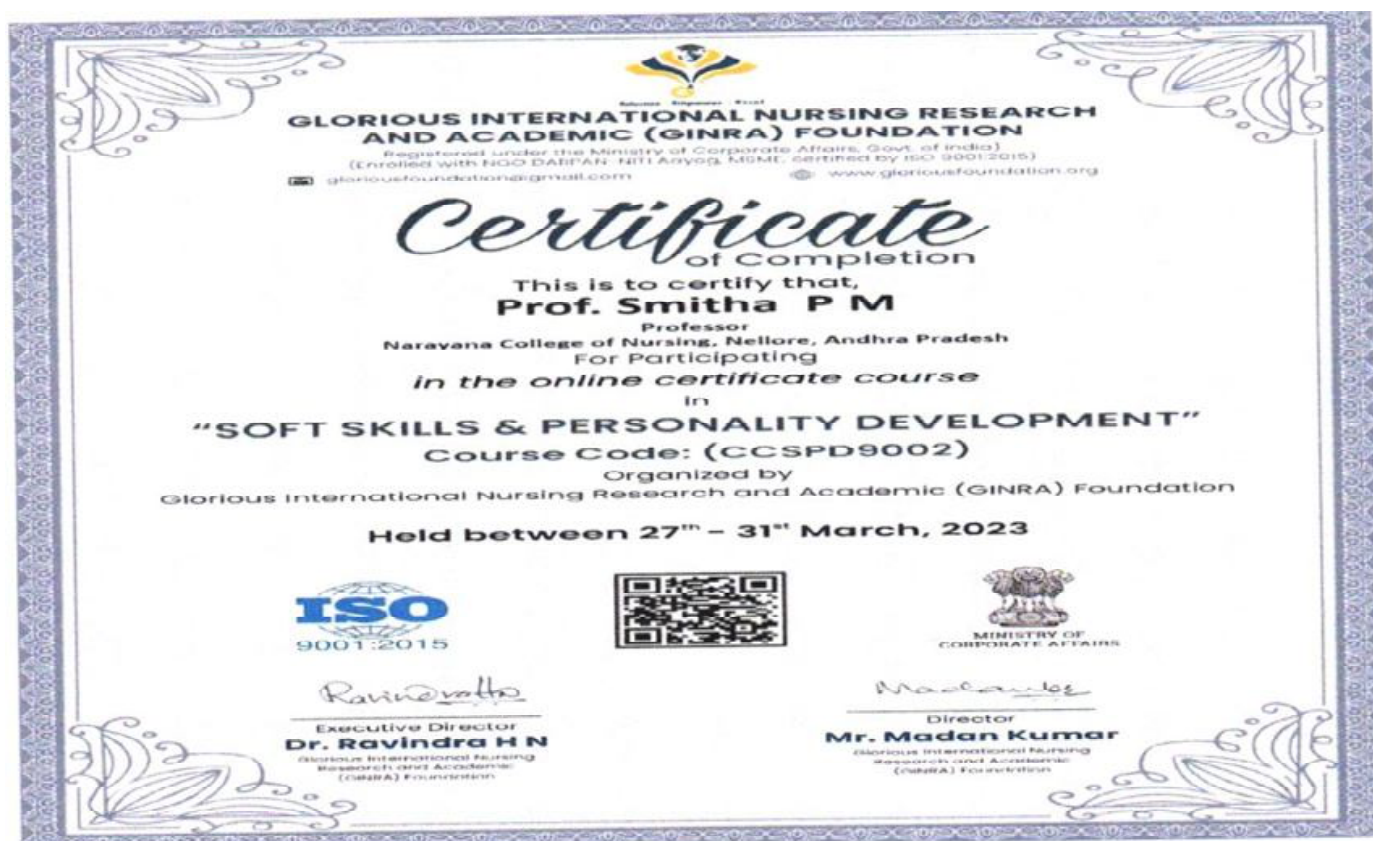 GLORIOUS INTERNATIONAL NURSING RESEARCH
AND ACADEMIC (GINRA) FOUNDATION
Registered under the Ministry of Corporate Affairs, Govt. of India)
(Enrolled with NGO DARPAN- NITI Aayog, MSME, certified by ISO 9001:2015)
gloriousfoundation@gmail.com www.gloriousfoundation.org
Certificate
of Completion
This is to certify that,
Prof. Smitha P M
Professor
Narayana College of Nursing, Nellore, Andhra Pradesh
For Participating
in the online certificate course
in
"SOFT SKILLS & PERSONALITY DEVELOPMENT"
Course Code: (CCSPD9002)
Organized by
Glorious International Nursing Research and Academic (GINRA) Foundation
Held between 27th - 31st March, 2023
ISO
9001:2015
MINISTRY OF
CORPORATE AFFAIRS
Executive Director
Dr. Ravindra H N
Glorious International Nursing
Research and Academic
(GINRA) Foundation
Director
Mr. Madan Kumar
Glorious International Nursing
Research and Academic
(GINRA) Foundation